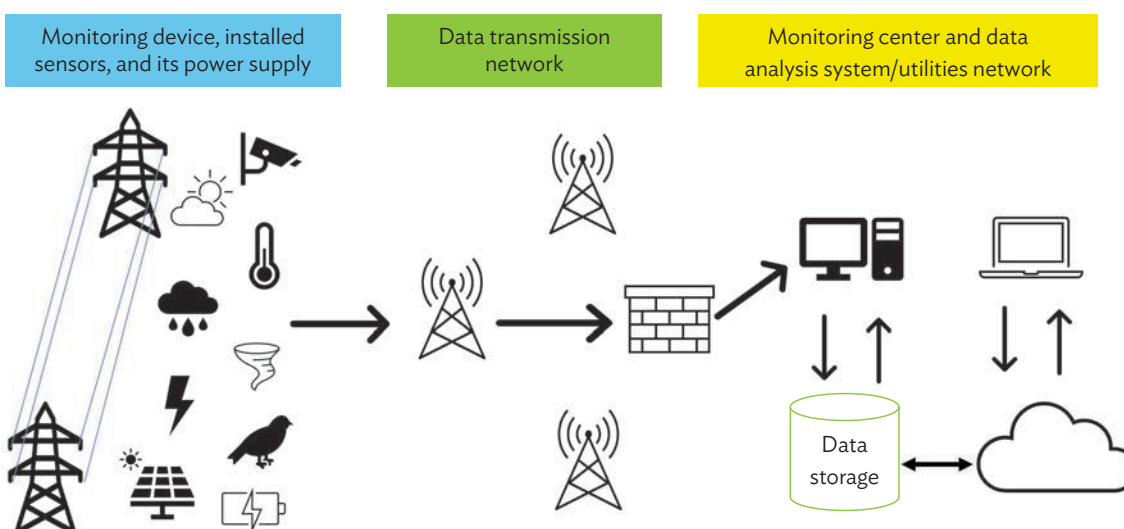 Monitoring device, installed
sensors, and its power supply
Data transmission
network
Monitoring center and data
analysis system/utilities network
Data
storage